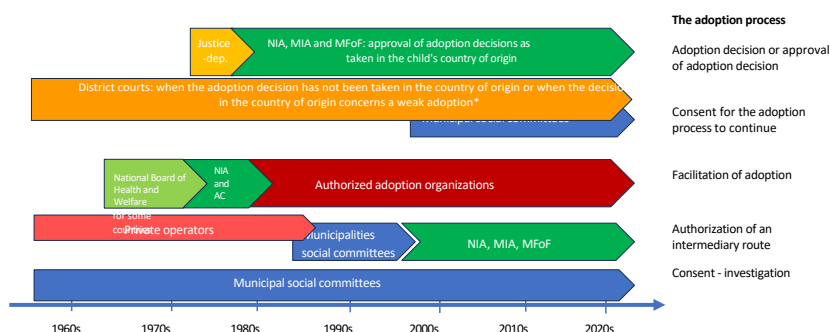 The adoption process
Justice
-dep.
NIA, MIA and MFoF: approval of adoption decisions as
taken in the child's country of origin
Adoption decision or approval
of adoption decision
District courts: when the adoption decision has not been taken in the country of origin or when the decision
in the country of origin concerns a weak adoption*
Municipal social committees
Consent for the adoption
process to continue
National Board of
Health and
Welfare
for some
countries
NIA
and
AC
Authorized adoption organizations
Facilitation of adoption
Private operators
Municipalities
social committees
NIA, MIA, MFoF
Authorization of an
intermediary route
Municipal social committees
Consent - investigation
1960s
1970s
1980s
1990s
2000s
2010s
2020s